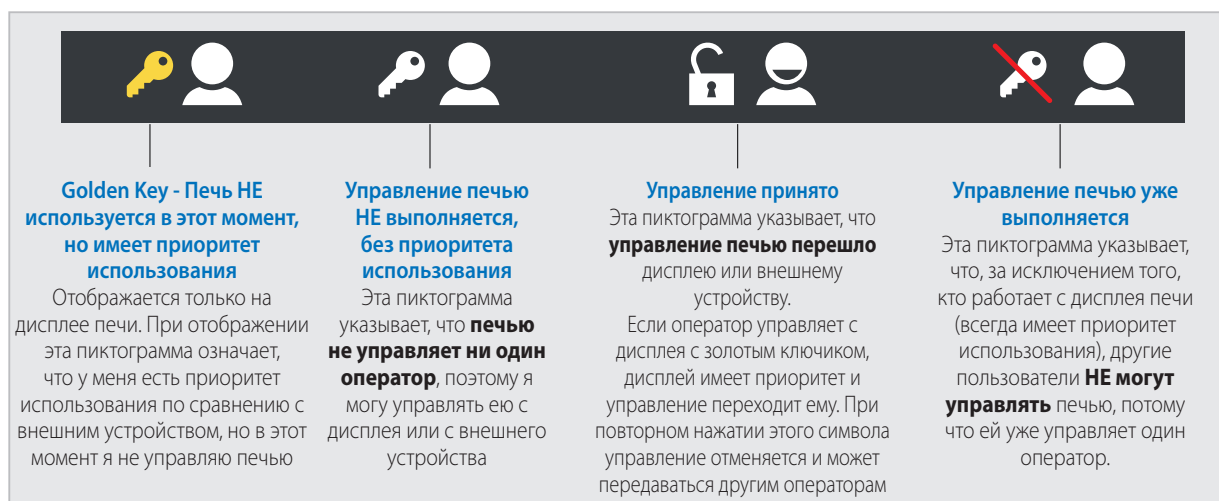 Golden Key - Печь НЕ
используется в этот момент,
но имеет приоритет
использования
Отображается только на
дисплее печи. При отображении
эта пиктограмма означает,
что у меня есть приоритет
использования по сравнению с
внешним устройством, но в этот
момент я не управляю печью
Управление печью
НЕ выполняется,
без приоритета
использования
Эта пиктограмма
указывает, что печью
не управляет ни один
оператор, поэтому я
могу управлять ею с
дисплея или с внешнего
устройства
Управление принято
Эта пиктограмма указывает, что
управление печью перешло
дисплею или внешнему
устройству.
Если оператор управляет с
дисплея с золотым ключиком,
дисплей имеет приоритет и
управление переходит ему. При
повторном нажатии этого символа
управление отменяется и может
передаваться другим операторам
Управление печью уже
выполняется
Эта пиктограмма указывает,
что, за исключением того,
кто работает с дисплея печи
(всегда имеет приоритет
использования), другие
пользователи НЕ могут
управлять печью, потому
что ей уже управляет один
оператор.